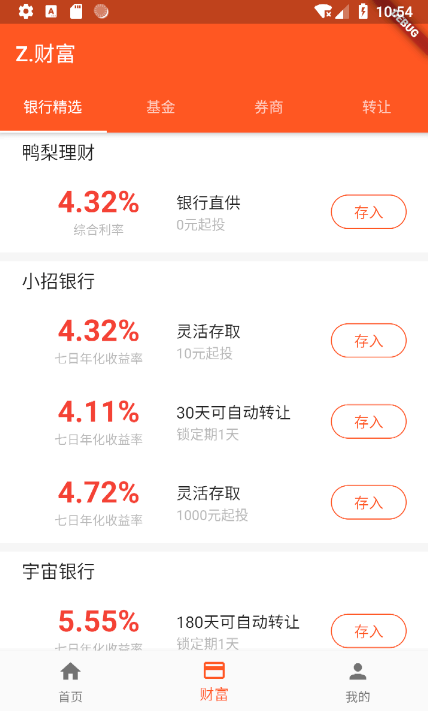 10:54
DEBUG
Z.财富
银行精选 基金 券商 转让
鸭梨理财
4.32% 银行直供 存入
综合利率 0元起投
小招银行
4.32% 灵活存取 存入
七日年化收益率 10元起投
4.11% 30天可自动转让 存入
七日年化收益率 锁定期1天
4.72% 灵活存取 存入
七日年化收益率 1000元起投
宇宙银行
5.55% 180天可自动转让 存入
七日年化收益率 锁定期1天
首页 财富 我的